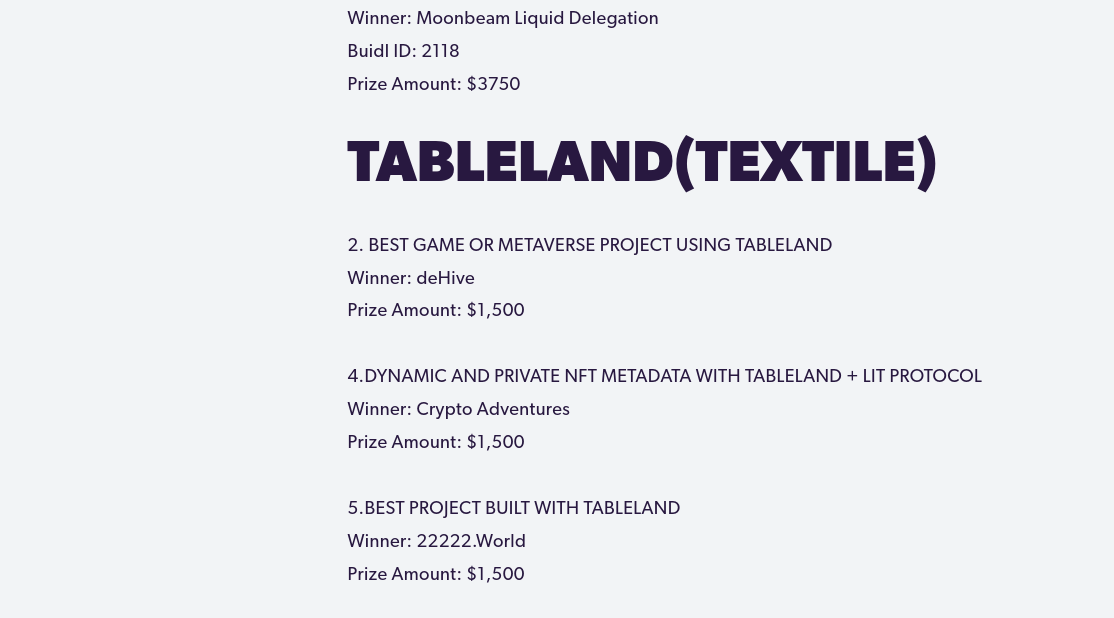 Winner: Moonbeam Liquid Delegation
Buidl ID: 2118
Prize Amount: $3750
TABLELAND(TEXTILE)
2. BEST GAME OR METAVERSE PROJECT USING TABLELAND
Winner: deHive
Prize Amount: $1,500
4.DYNAMIC AND PRIVATE NFT METADATA WITH TABLELAND + LIT PROTOCOL
Winner: Crypto Adventures
Prize Amount: $1,500
5.BEST PROJECT BUILT WITH TABLELAND
Winner: 22222.World
Prize Amount: $1,500